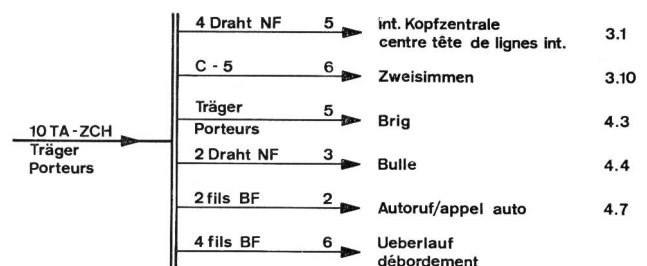 4 Draht NF 5 int. Kopfzentrale 3.1
centre tête de lignes int.
C - 5 6 Zweisimmen 3.10
Träger 5 Brig 4.3
Porteurs
10 TA - ZCH
Träger
Porteurs
2 Draht NF 3 Bulle 4.4
2 fils BF 2 Autoruf/appel auto 4.7
4 fils BF 6 Ueberlauf
débordement